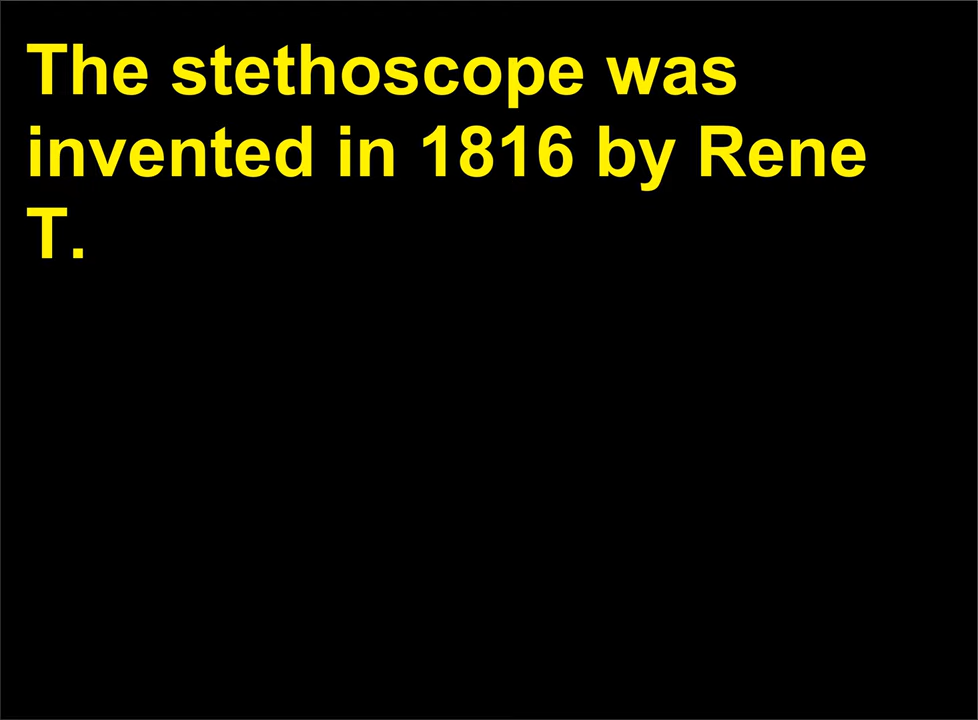 The stethoscope was
invented in 1816 by Rene
T.